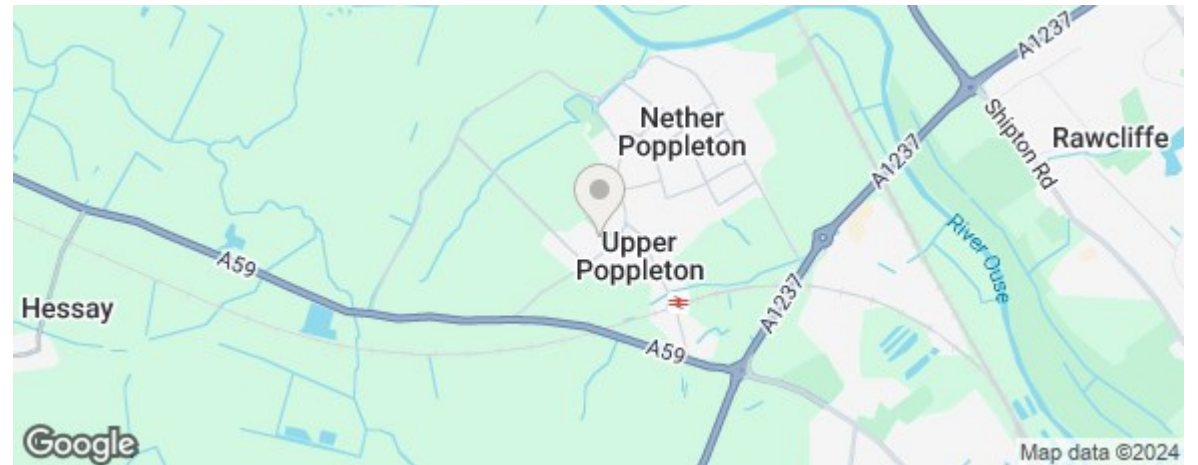 A1237
Nether
Poppleton
Shipton Rd
Rawcliffe
A1237
Upper
Poppleton
River Ouse
A59
Hessay
A1237
A59
Google
Map data ©2024